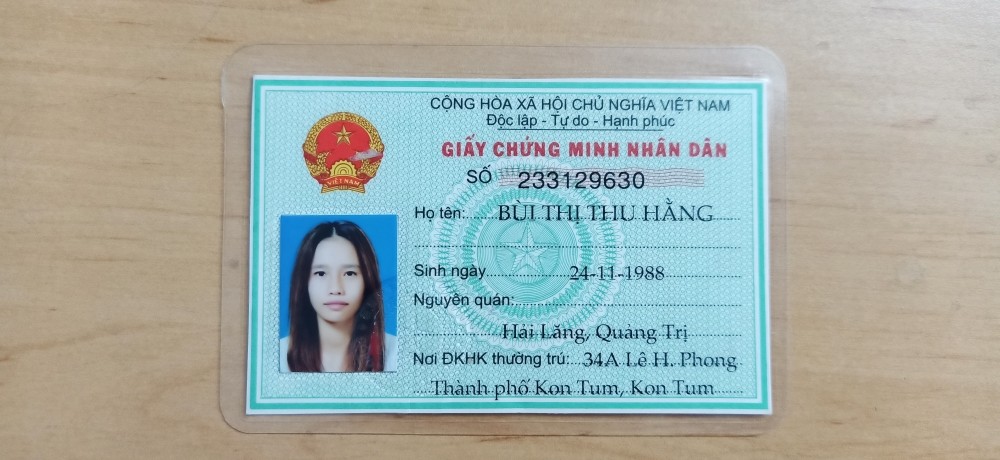 CỘNG HÒA XÃ HỘI CHỦ NGHĨA VIỆT NAM
Độc lập - Tự do - Hạnh phúc
GIẤY CHỨNG MINH NHÂN DÂN
SỐ 233129630
Họ tên: BÙI THỊ THU HẰNG
Sinh ngày 24-11-1988
Nguyên quán:
Hải Lăng, Quảng Trị
Nơi ĐKHK thường trú: 34A Lê H. Phong
Thành phố Kon Tum, Kon Tum
VIỆT NAM